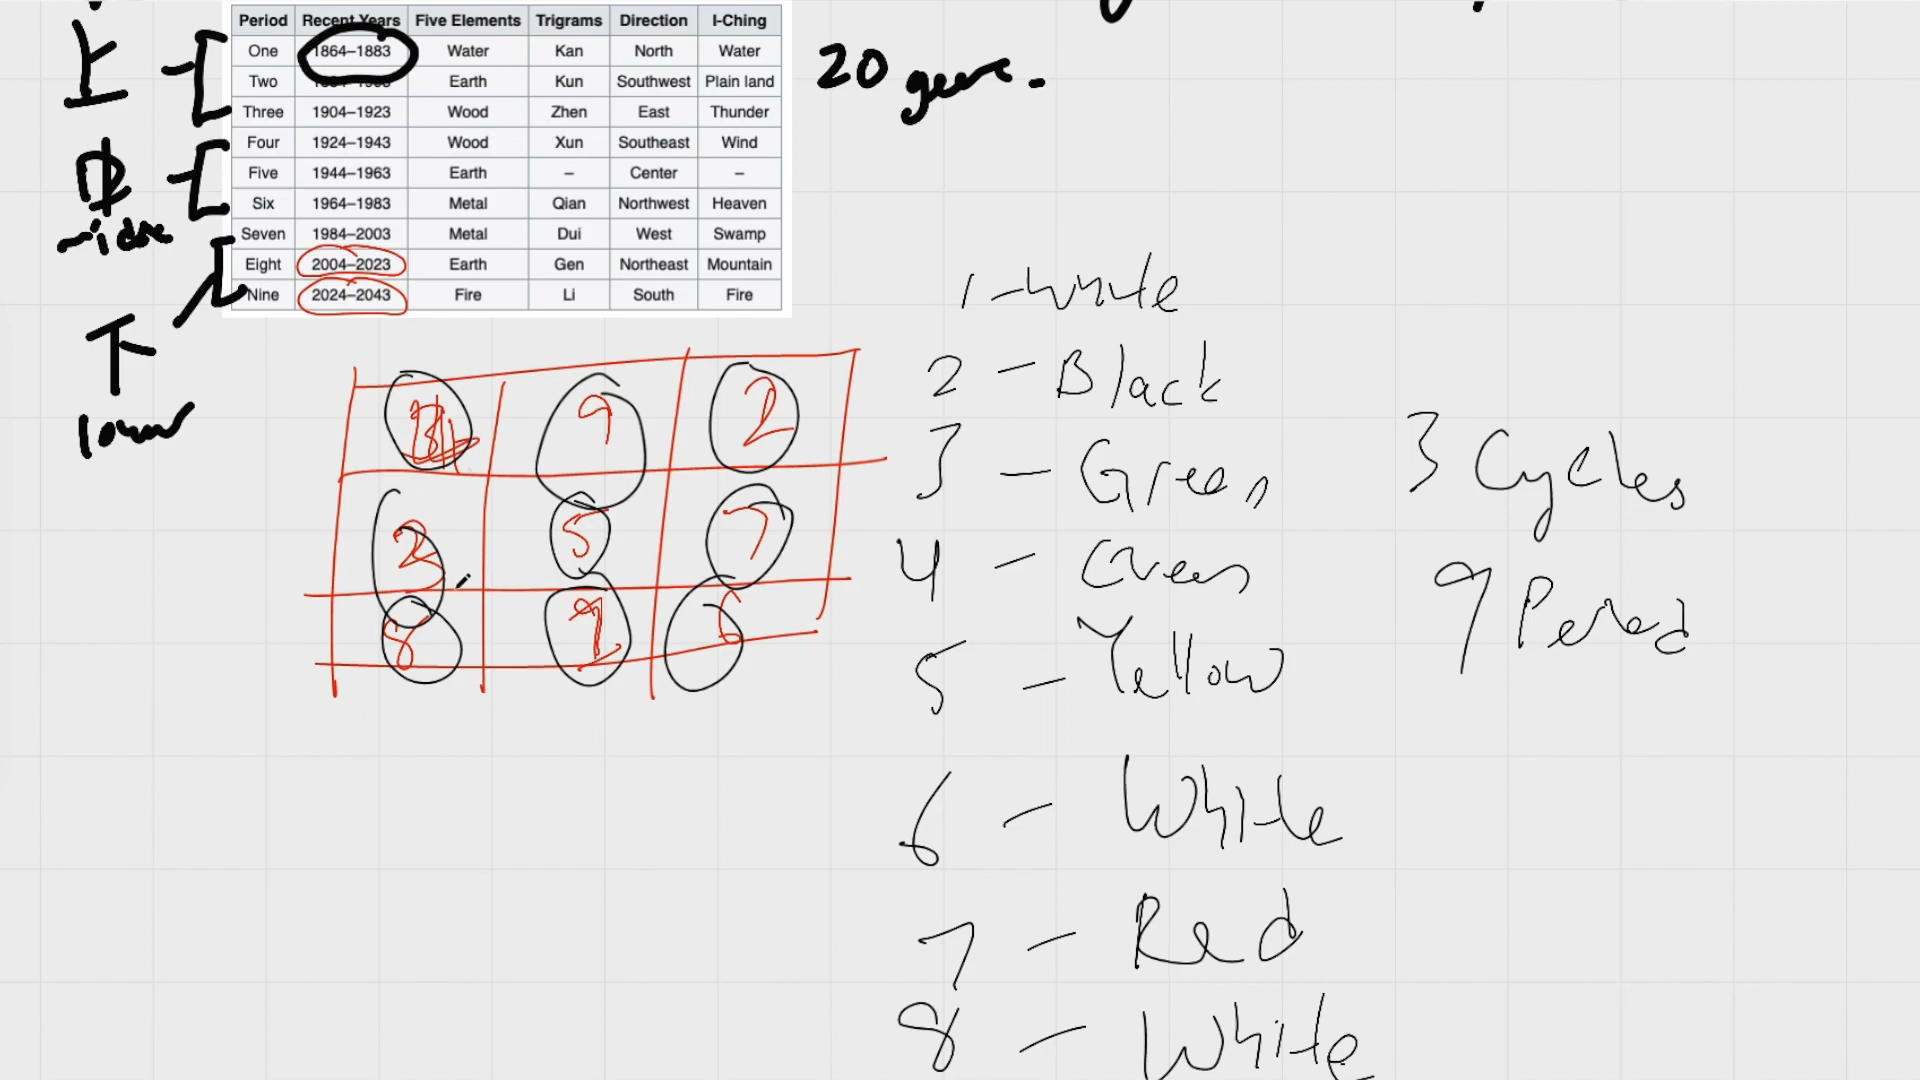 Period Recent Years Five Elements Trigrams Direction I-Ching
One 1864–1883 Water Kan North Water
Two Earth Kun Southwest Plain land
Three 1904–1923 Wood Zhen East Thunder
Four 1924–1943 Wood Xun Southeast Wind
Five 1944–1963 Earth – Center –
Six 1964–1983 Metal Qian Northwest Heaven
Seven 1984–2003 Metal Dui West Swamp
Eight 2004–2023 Earth Gen Northeast Mountain
Nine 2024–2043 Fire Li South Fire
上
中
下
lower
20
9 2
3 5 7
8 1 6
1 - White
2 - Black
3 - Green
4 - Green
5 - Yellow
6 - White
7 - Red
8 - White
3 Cycles
9 Period